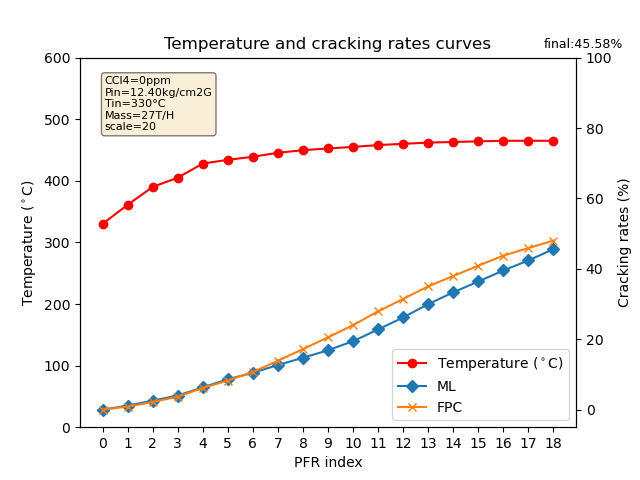 Temperature and cracking rates curves
final:45.58%
CCl4=0ppm
Pin=12.40kg/cm2G
Tin=330°C
Mass=27T/H
scale=20
Temperature (°C)
600
500
400
300
200
100
0
100
80
60
40
20
0
Cracking rates (%)
Temperature (°C)
ML
FPC
0 1 2 3 4 5 6 7 8 9 10 11 12 13 14 15 16 17 18
PFR index